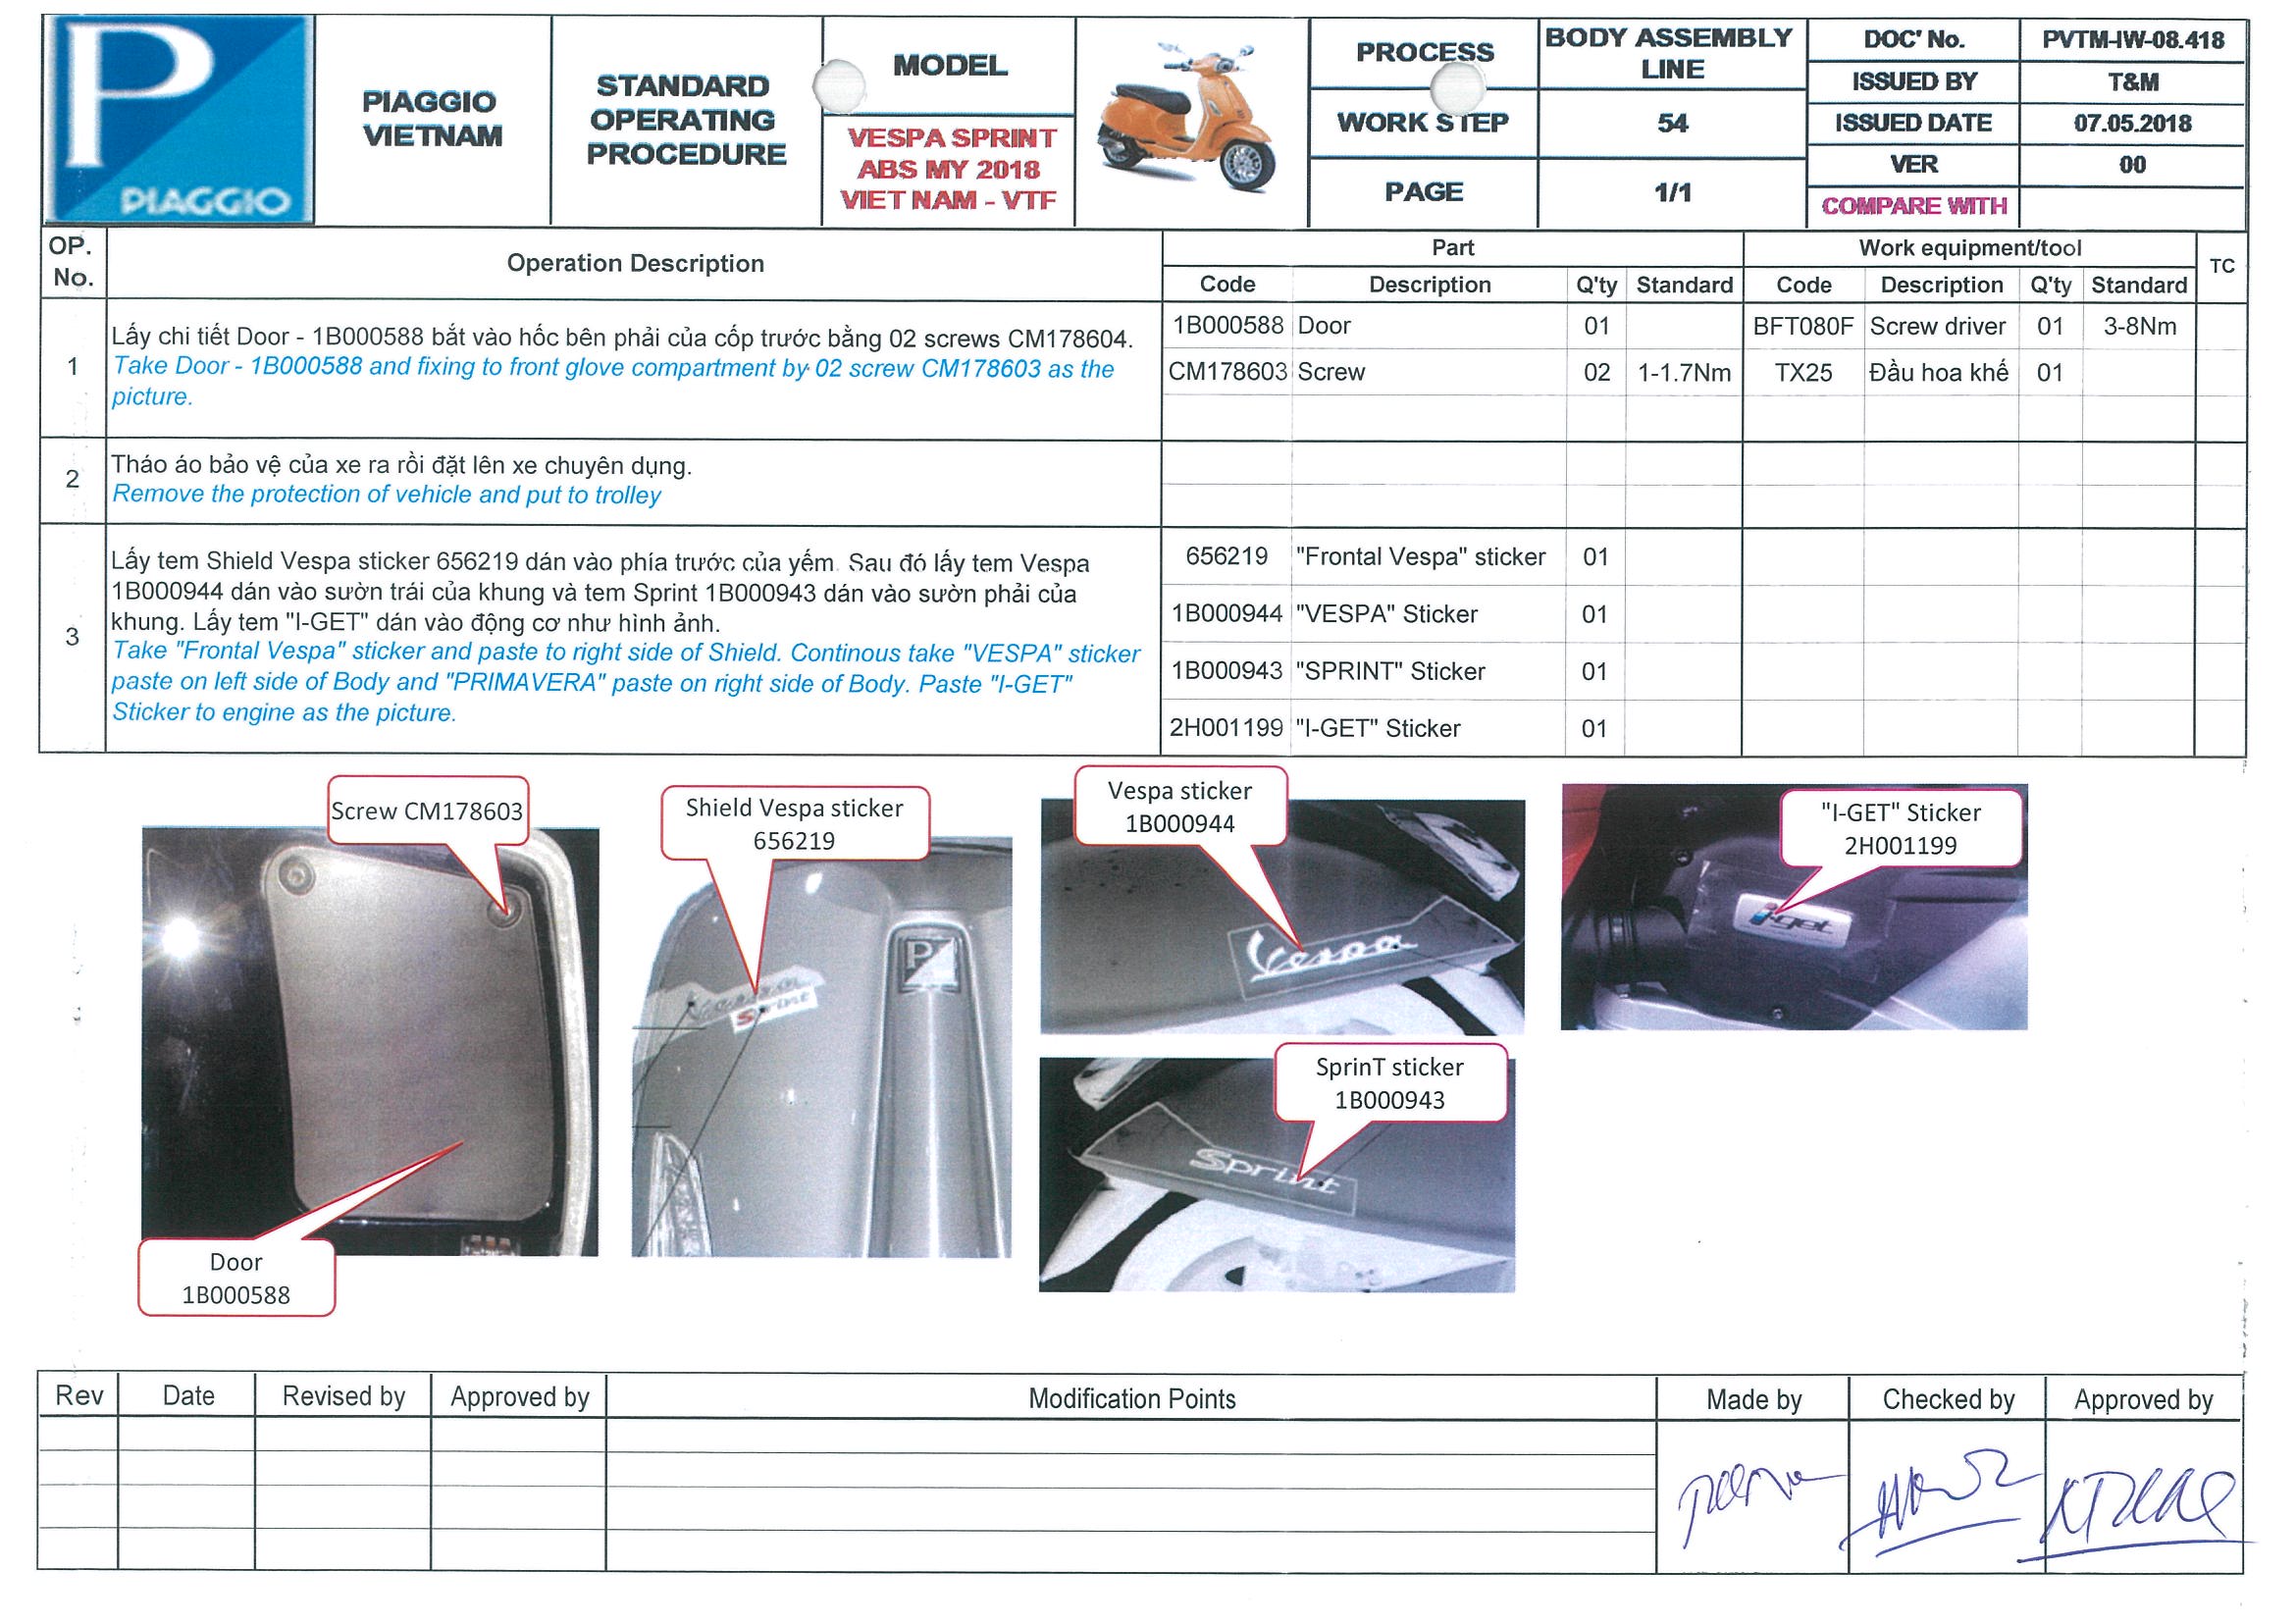 P
PIAGGIO
PIAGGIO
VIETNAM
STANDARD
OPERATING
PROCEDURE
MODEL
VESPA SPRINT
ABS MY 2018
VIET NAM - VTF
PROCESS
BODY ASSEMBLY
LINE
WORK STEP
54
PAGE
1/1
DOC' No.
PVTM-IW-08.418
ISSUED BY
T&M
ISSUED DATE
07.05.2018
VER
00
COMPARE WITH
OP.
No.
Operation Description
Part
Work equipment/tool
TC
Code
Description
Q'ty
Standard
Code
Description
Q'ty
Standard
1
Lấy chi tiết Door - 1B000588 bắt vào hốc bên phải của cốp trước bằng 02 screws CM178604.
Take Door - 1B000588 and fixing to front glove compartment by 02 screw CM178603 as the
picture.
1B000588 Door 01 BFT080F Screw driver 01 3-8Nm
CM178603 Screw 02 1-1.7Nm TX25 Đầu hoa khế 01
2
Tháo áo bảo vệ của xe ra rồi đặt lên xe chuyên dụng.
Remove the protection of vehicle and put to trolley
3
Lấy tem Shield Vespa sticker 656219 dán vào phía trước của yếm. Sau đó lấy tem Vespa
1B000944 dán vào sườn trái của khung và tem Sprint 1B000943 dán vào sườn phải của
khung. Lấy tem "I-GET" dán vào động cơ như hình ảnh.
Take "Frontal Vespa" sticker and paste to right side of Shield. Continous take "VESPA" sticker
paste on left side of Body and "PRIMAVERA" paste on right side of Body. Paste "I-GET"
Sticker to engine as the picture.
656219 "Frontal Vespa" sticker 01
1B000944 "VESPA" Sticker 01
1B000943 "SPRINT" Sticker 01
2H001199 "I-GET" Sticker 01
Screw CM178603
Door
1B000588
Shield Vespa sticker
656219
Vespa
Sprint
P
Vespa sticker
1B000944
Vespa
SprinT sticker
1B000943
Sprint
"I-GET" Sticker
2H001199
i-get
Rev
Date
Revised by
Approved by
Modification Points
Made by
Checked by
Approved by